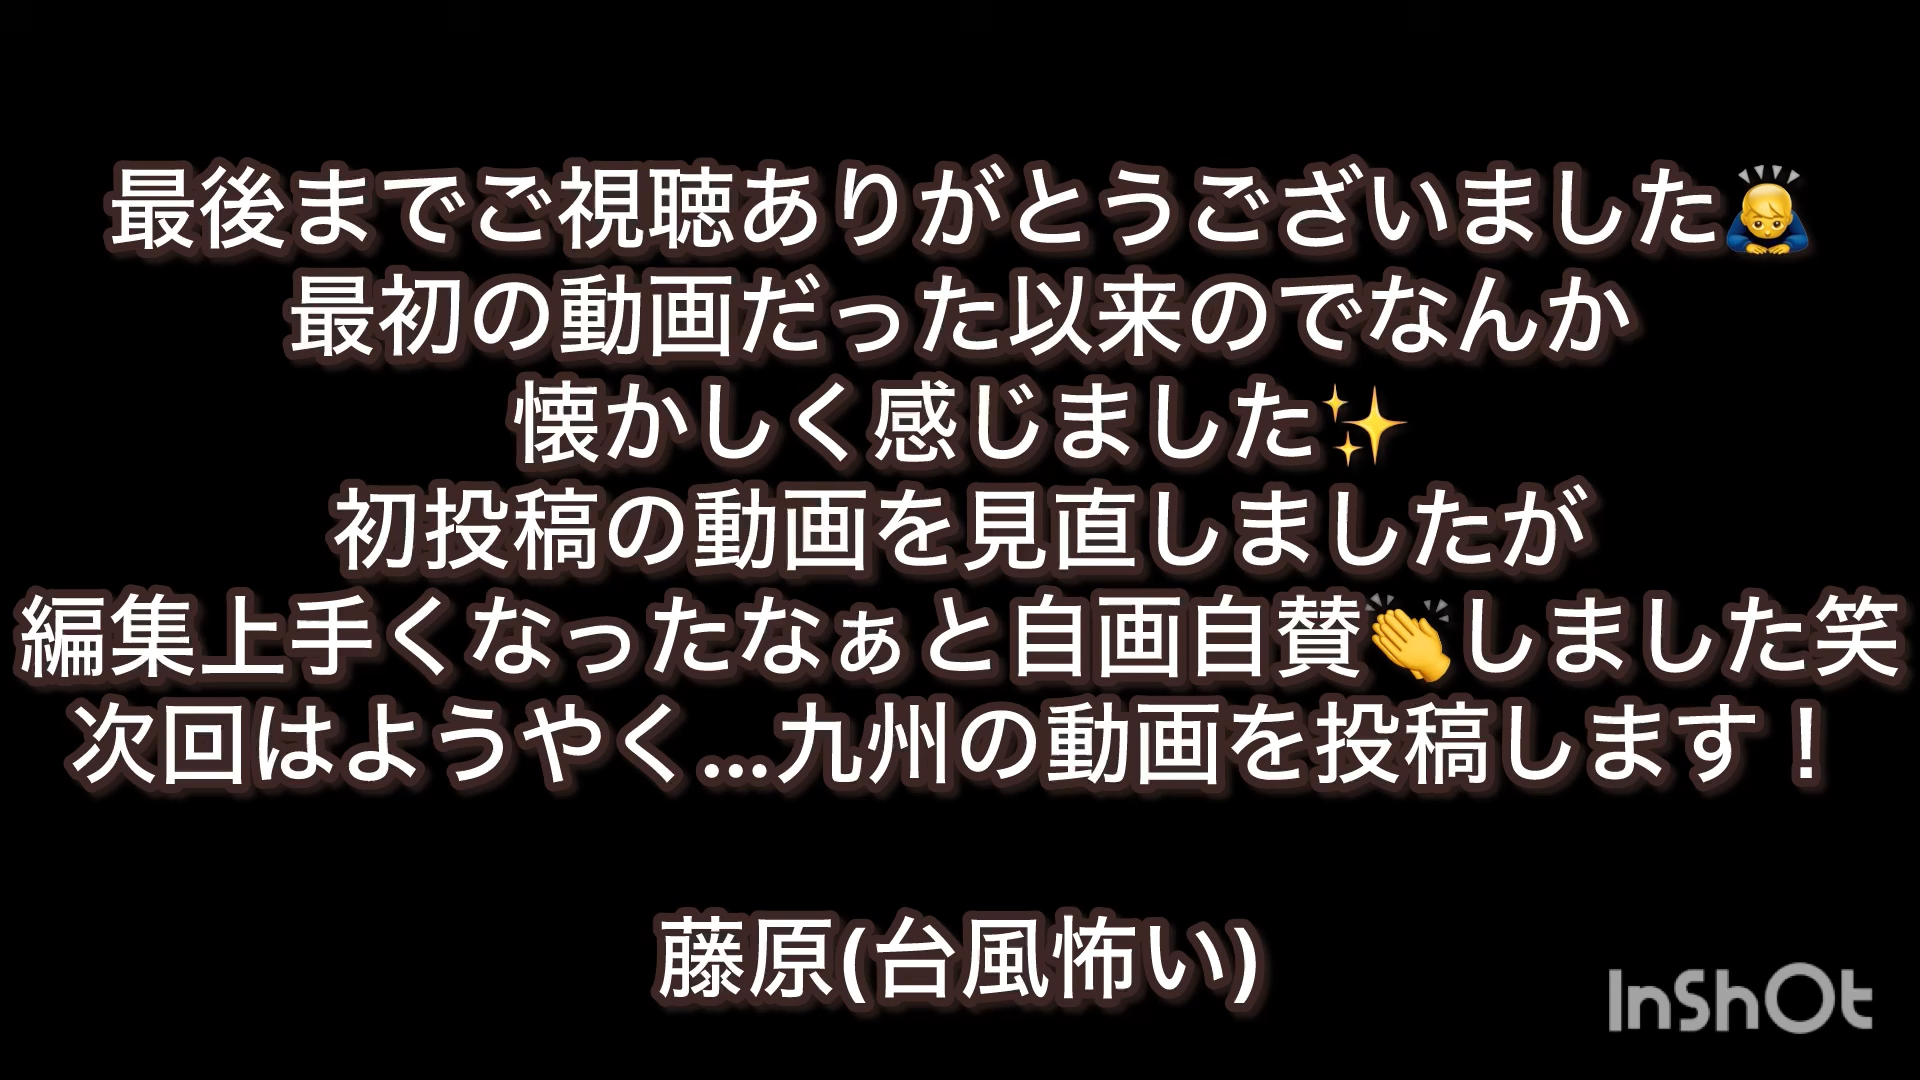 最後までご視聴ありがとうございました🙇
最初の動画だった以来のでなんか
懐かしく感じました✨
初投稿の動画を見直しましたが
編集上手くなったなぁと自画自賛👏しました笑
次回はようやく...九州の動画を投稿します！
藤原(台風怖い)
InShOt